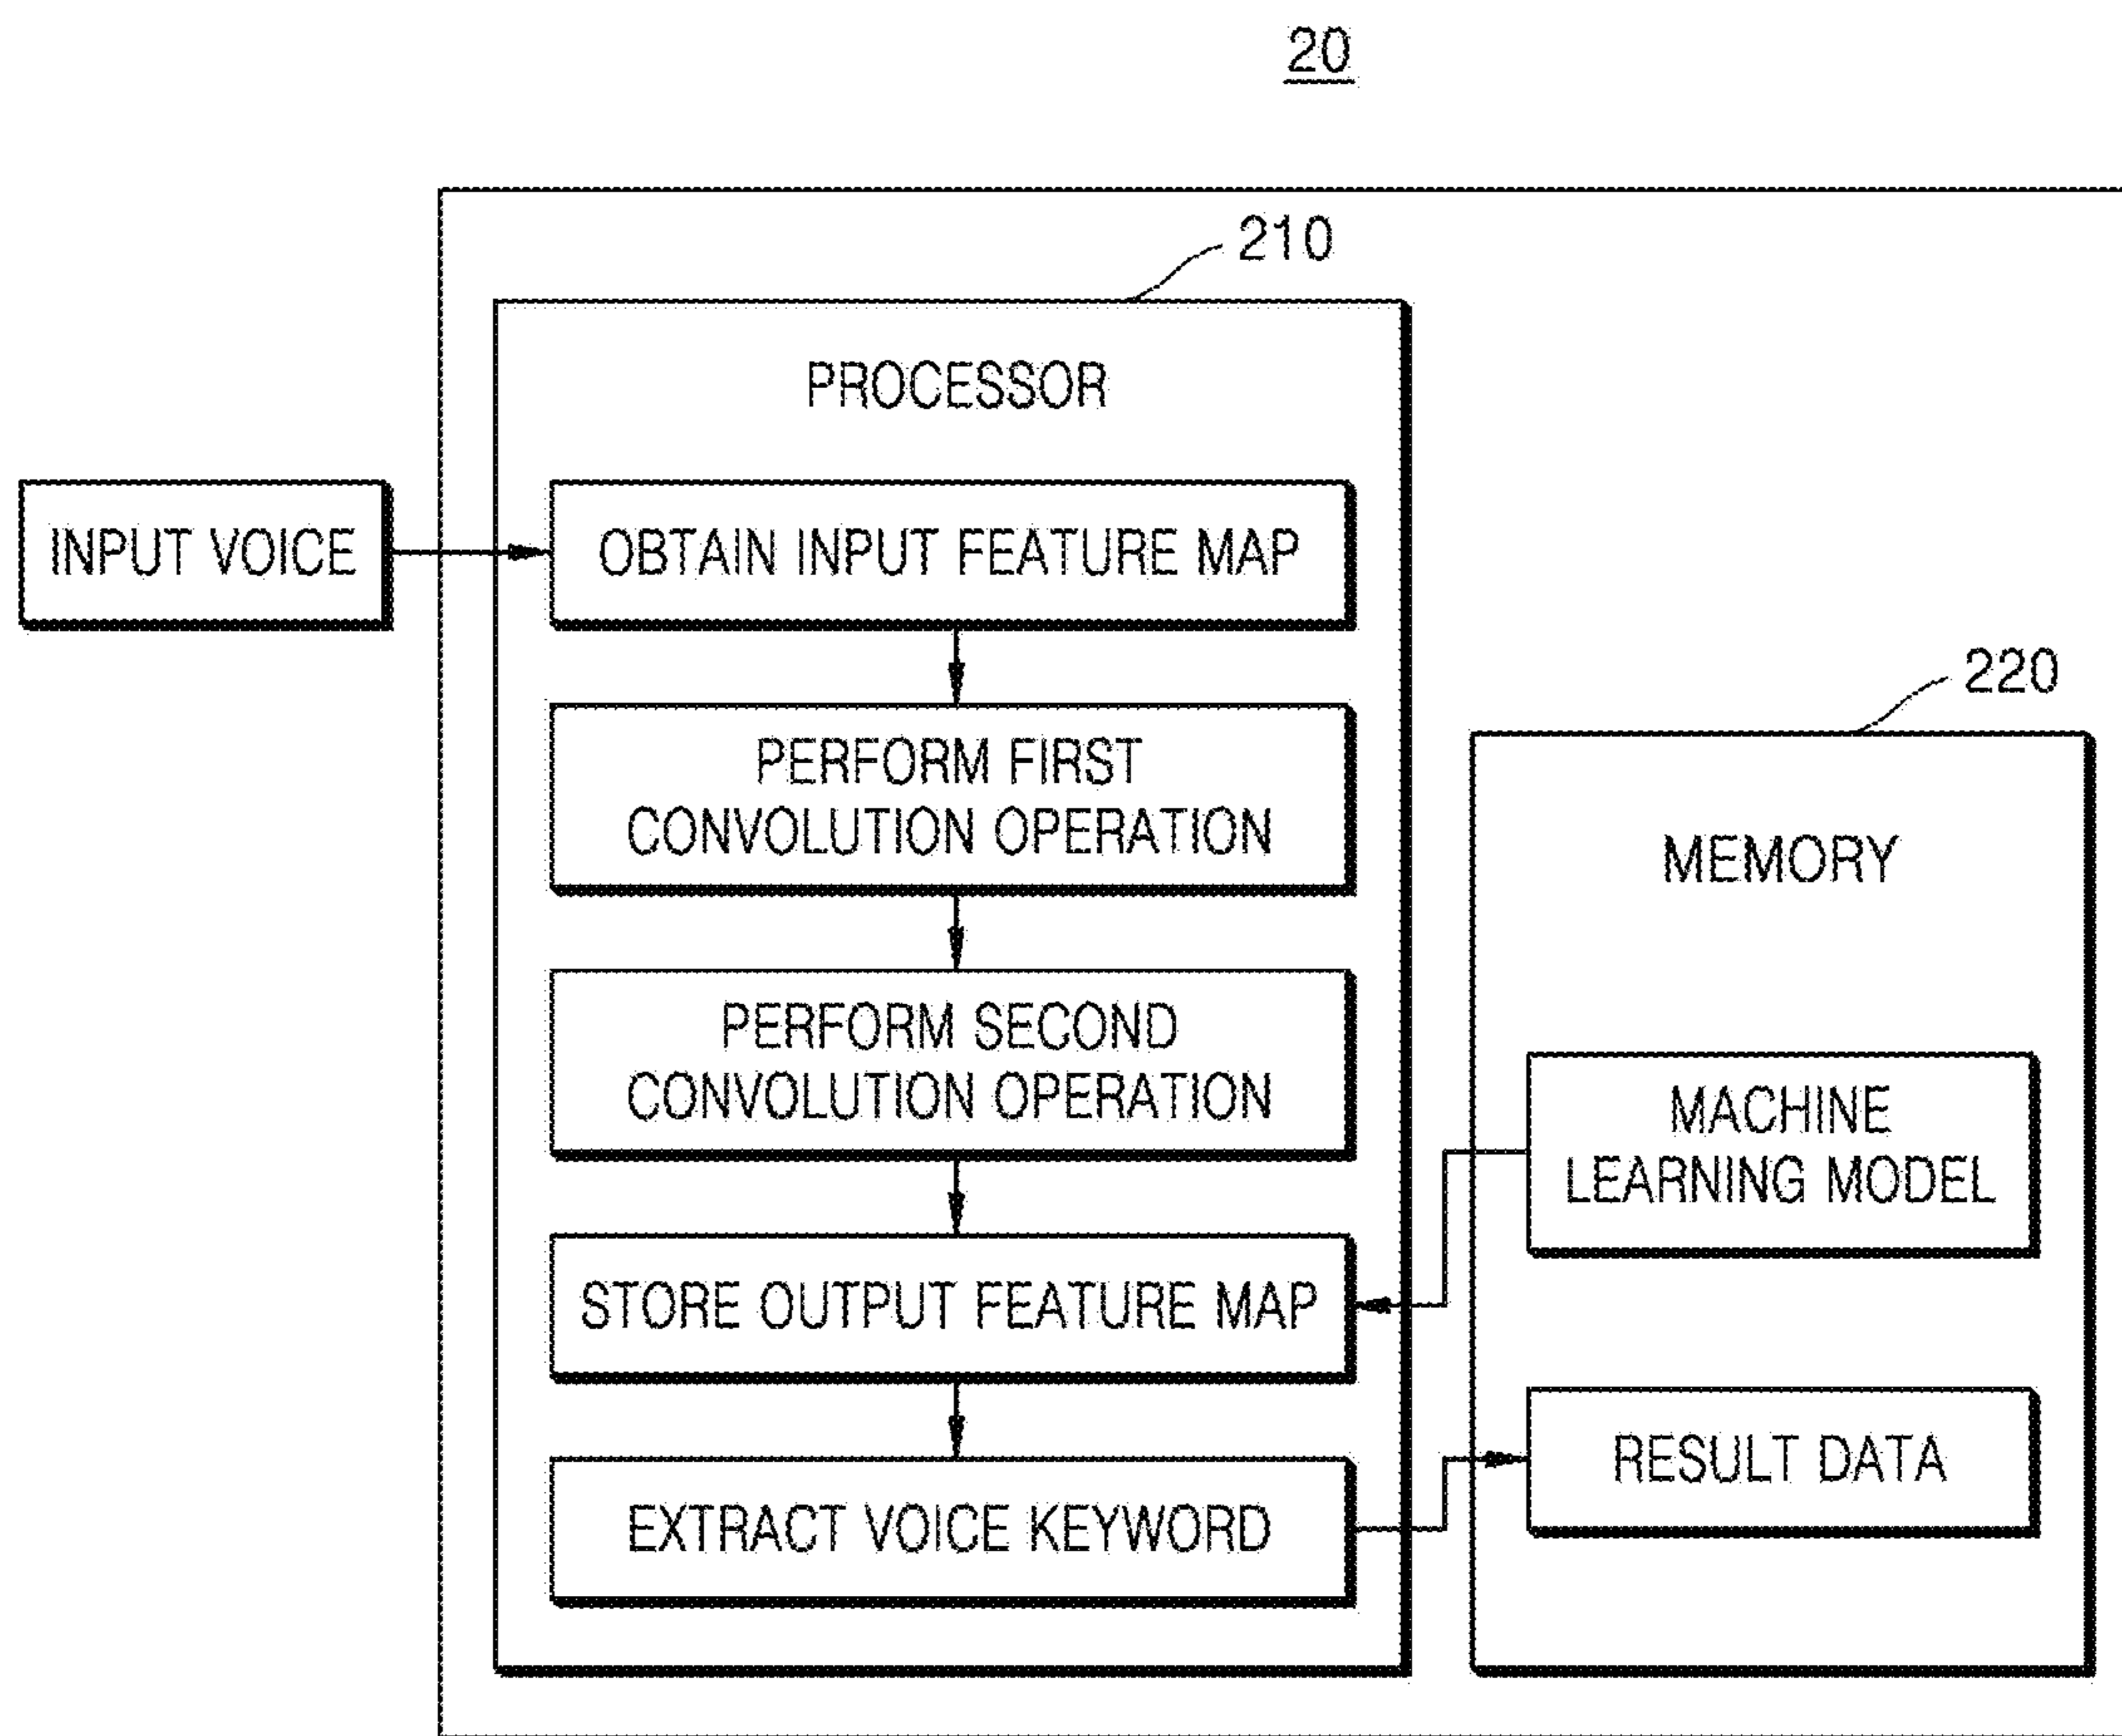 20
210
PROCESSOR
INPUT VOICE
OBTAIN INPUT FEATURE MAP
PERFORM FIRST
CONVOLUTION OPERATION
PERFORM SECOND
CONVOLUTION OPERATION
STORE OUTPUT FEATURE MAP
EXTRACT VOICE KEYWORD
220
MEMORY
MACHINE
LEARNING MODEL
RESULT DATA